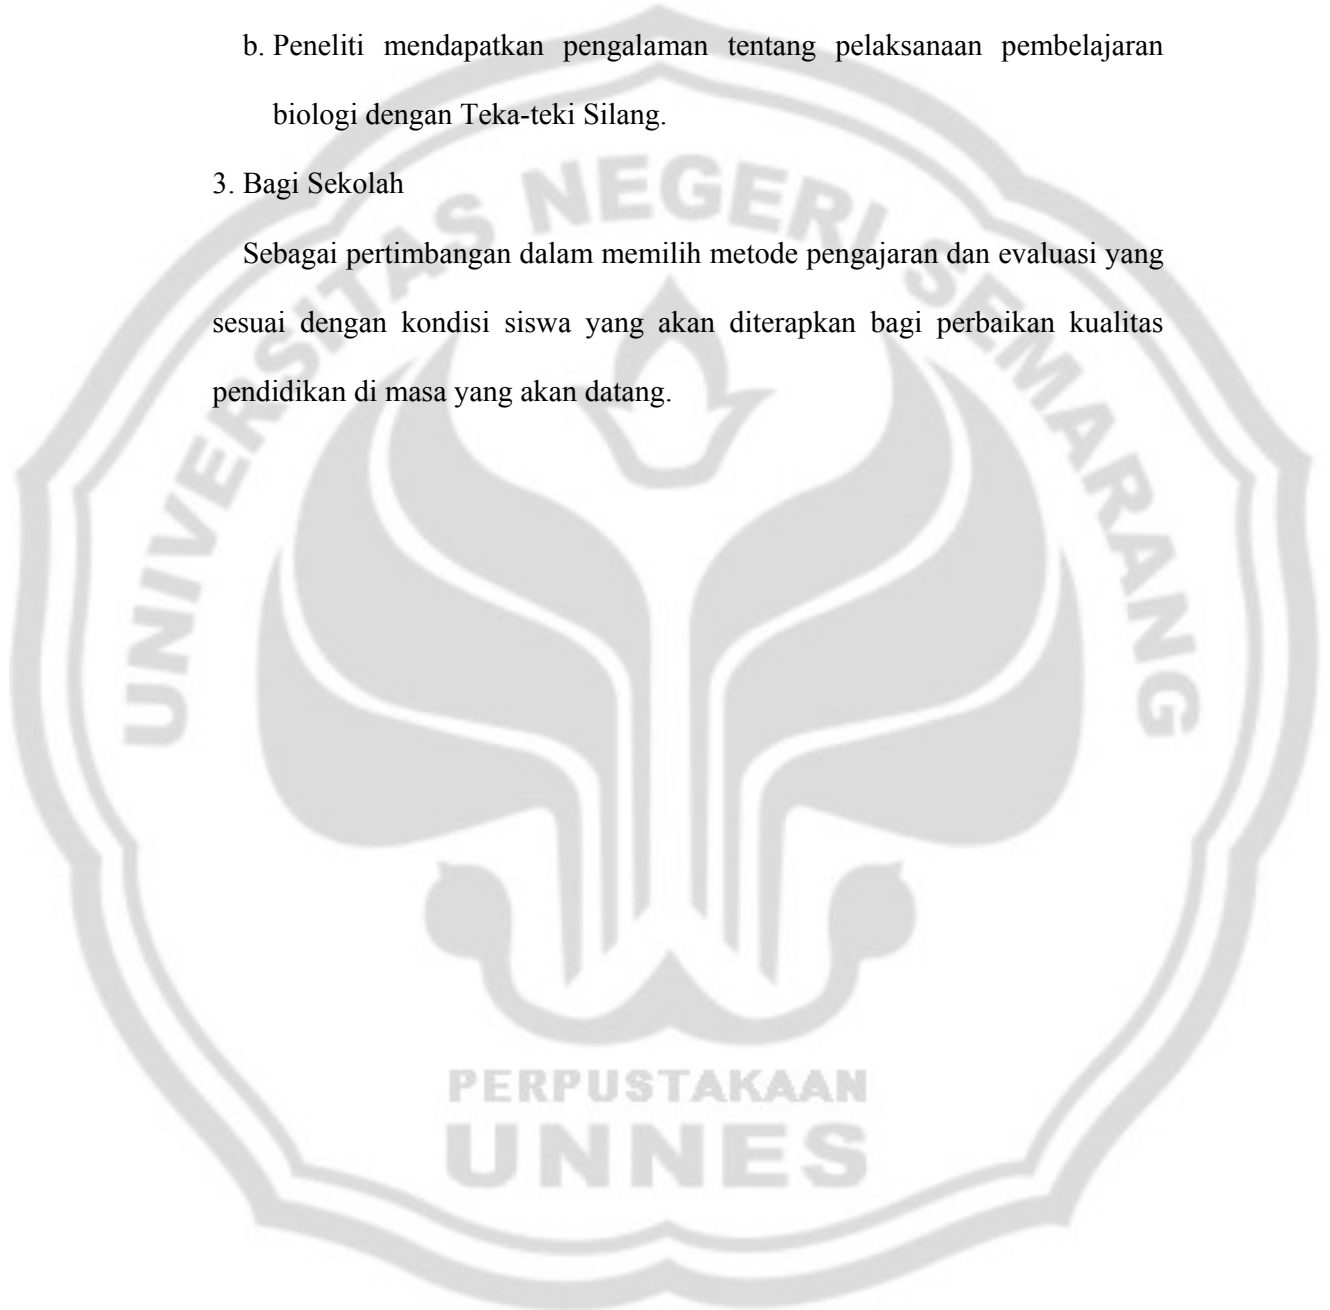 b. Peneliti mendapatkan pengalaman tentang pelaksanaan pembelajaran
biologi dengan Teka-teki Silang.
3. Bagi Sekolah
Sebagai pertimbangan dalam memilih metode pengajaran dan evaluasi yang
sesuai dengan kondisi siswa yang akan diterapkan bagi perbaikan kualitas
pendidikan di masa yang akan datang.
UNIVERSITAS NEGERI SEMARANG
PERPUSTAKAAN
UNNES